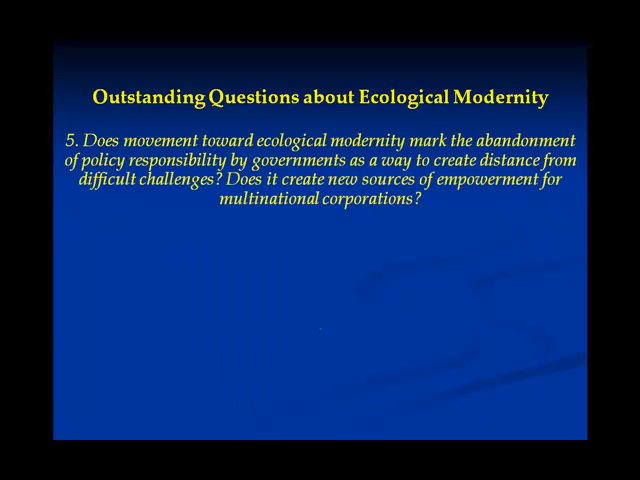 Outstanding Questions about Ecological Modernity
5. Does movement toward ecological modernity mark the abandonment
of policy responsibility by governments as a way to create distance from
difficult challenges? Does it create new sources of empowerment for
multinational corporations?